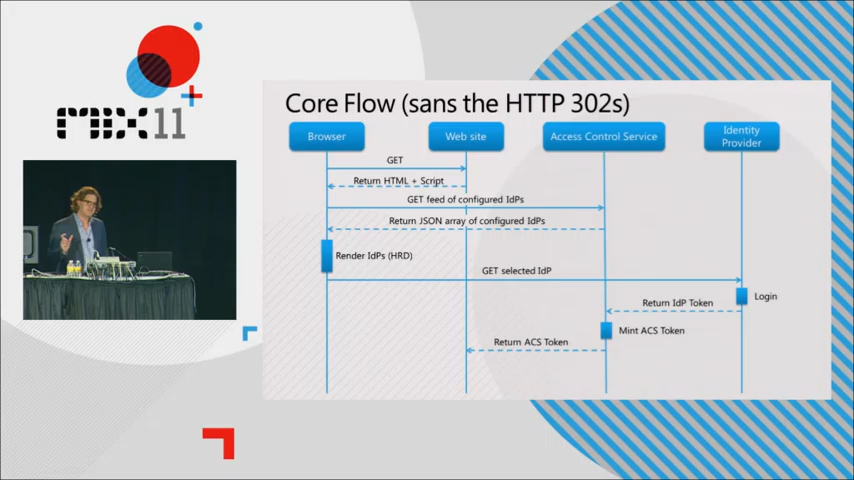 MIX11
Core Flow (sans the HTTP 302s)
Browser
Web site
Access Control Service
Identity
Provider
GET
Return HTML + Script
GET feed of configured IdPs
Return JSON array of configured IdPs
Render IdPs (HRD)
GET selected IdP
Login
Return IdP Token
Mint ACS Token
Return ACS Token